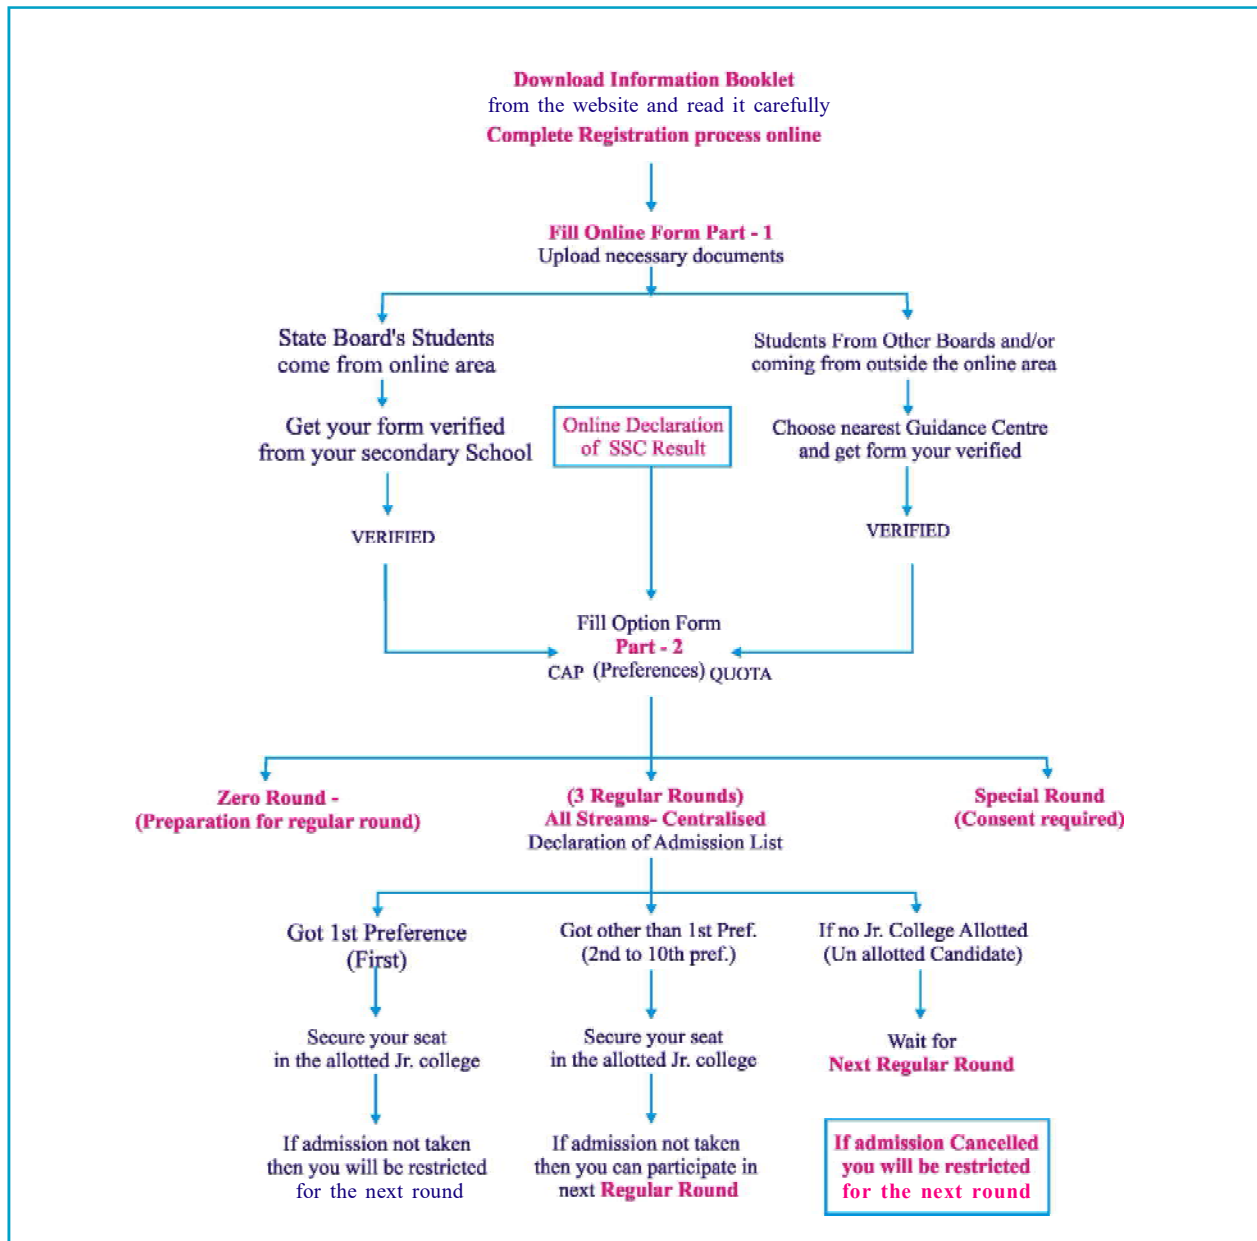 Download Information Booklet
from the website and read it carefully
Complete Registration process online
Fill Online Form Part - 1
Upload necessary documents
State Board's Students
come from online area
Students From Other Boards and/or
coming from outside the online area
Get your form verified
from your secondary School
Online Declaration
of SSC Result
Choose nearest Guidance Centre
and get form your verified
VERIFIED
VERIFIED
Fill Option Form
Part - 2
CAP (Preferences) QUOTA
Zero Round -
(Preparation for regular round)
(3 Regular Rounds)
All Streams- Centralised
Declaration of Admission List
Special Round
(Consent required)
Got 1st Preference
(First)
Got other than 1st Pref.
(2nd to 10th pref.)
If no Jr. College Allotted
(Un allotted Candidate)
Secure your seat
in the allotted Jr. college
Secure your seat
in the allotted Jr. college
Wait for
Next Regular Round
If admission not taken
then you will be restricted
for the next round
If admission not taken
then you can participate in
next Regular Round
If admission Cancelled
you will be restricted
for the next round